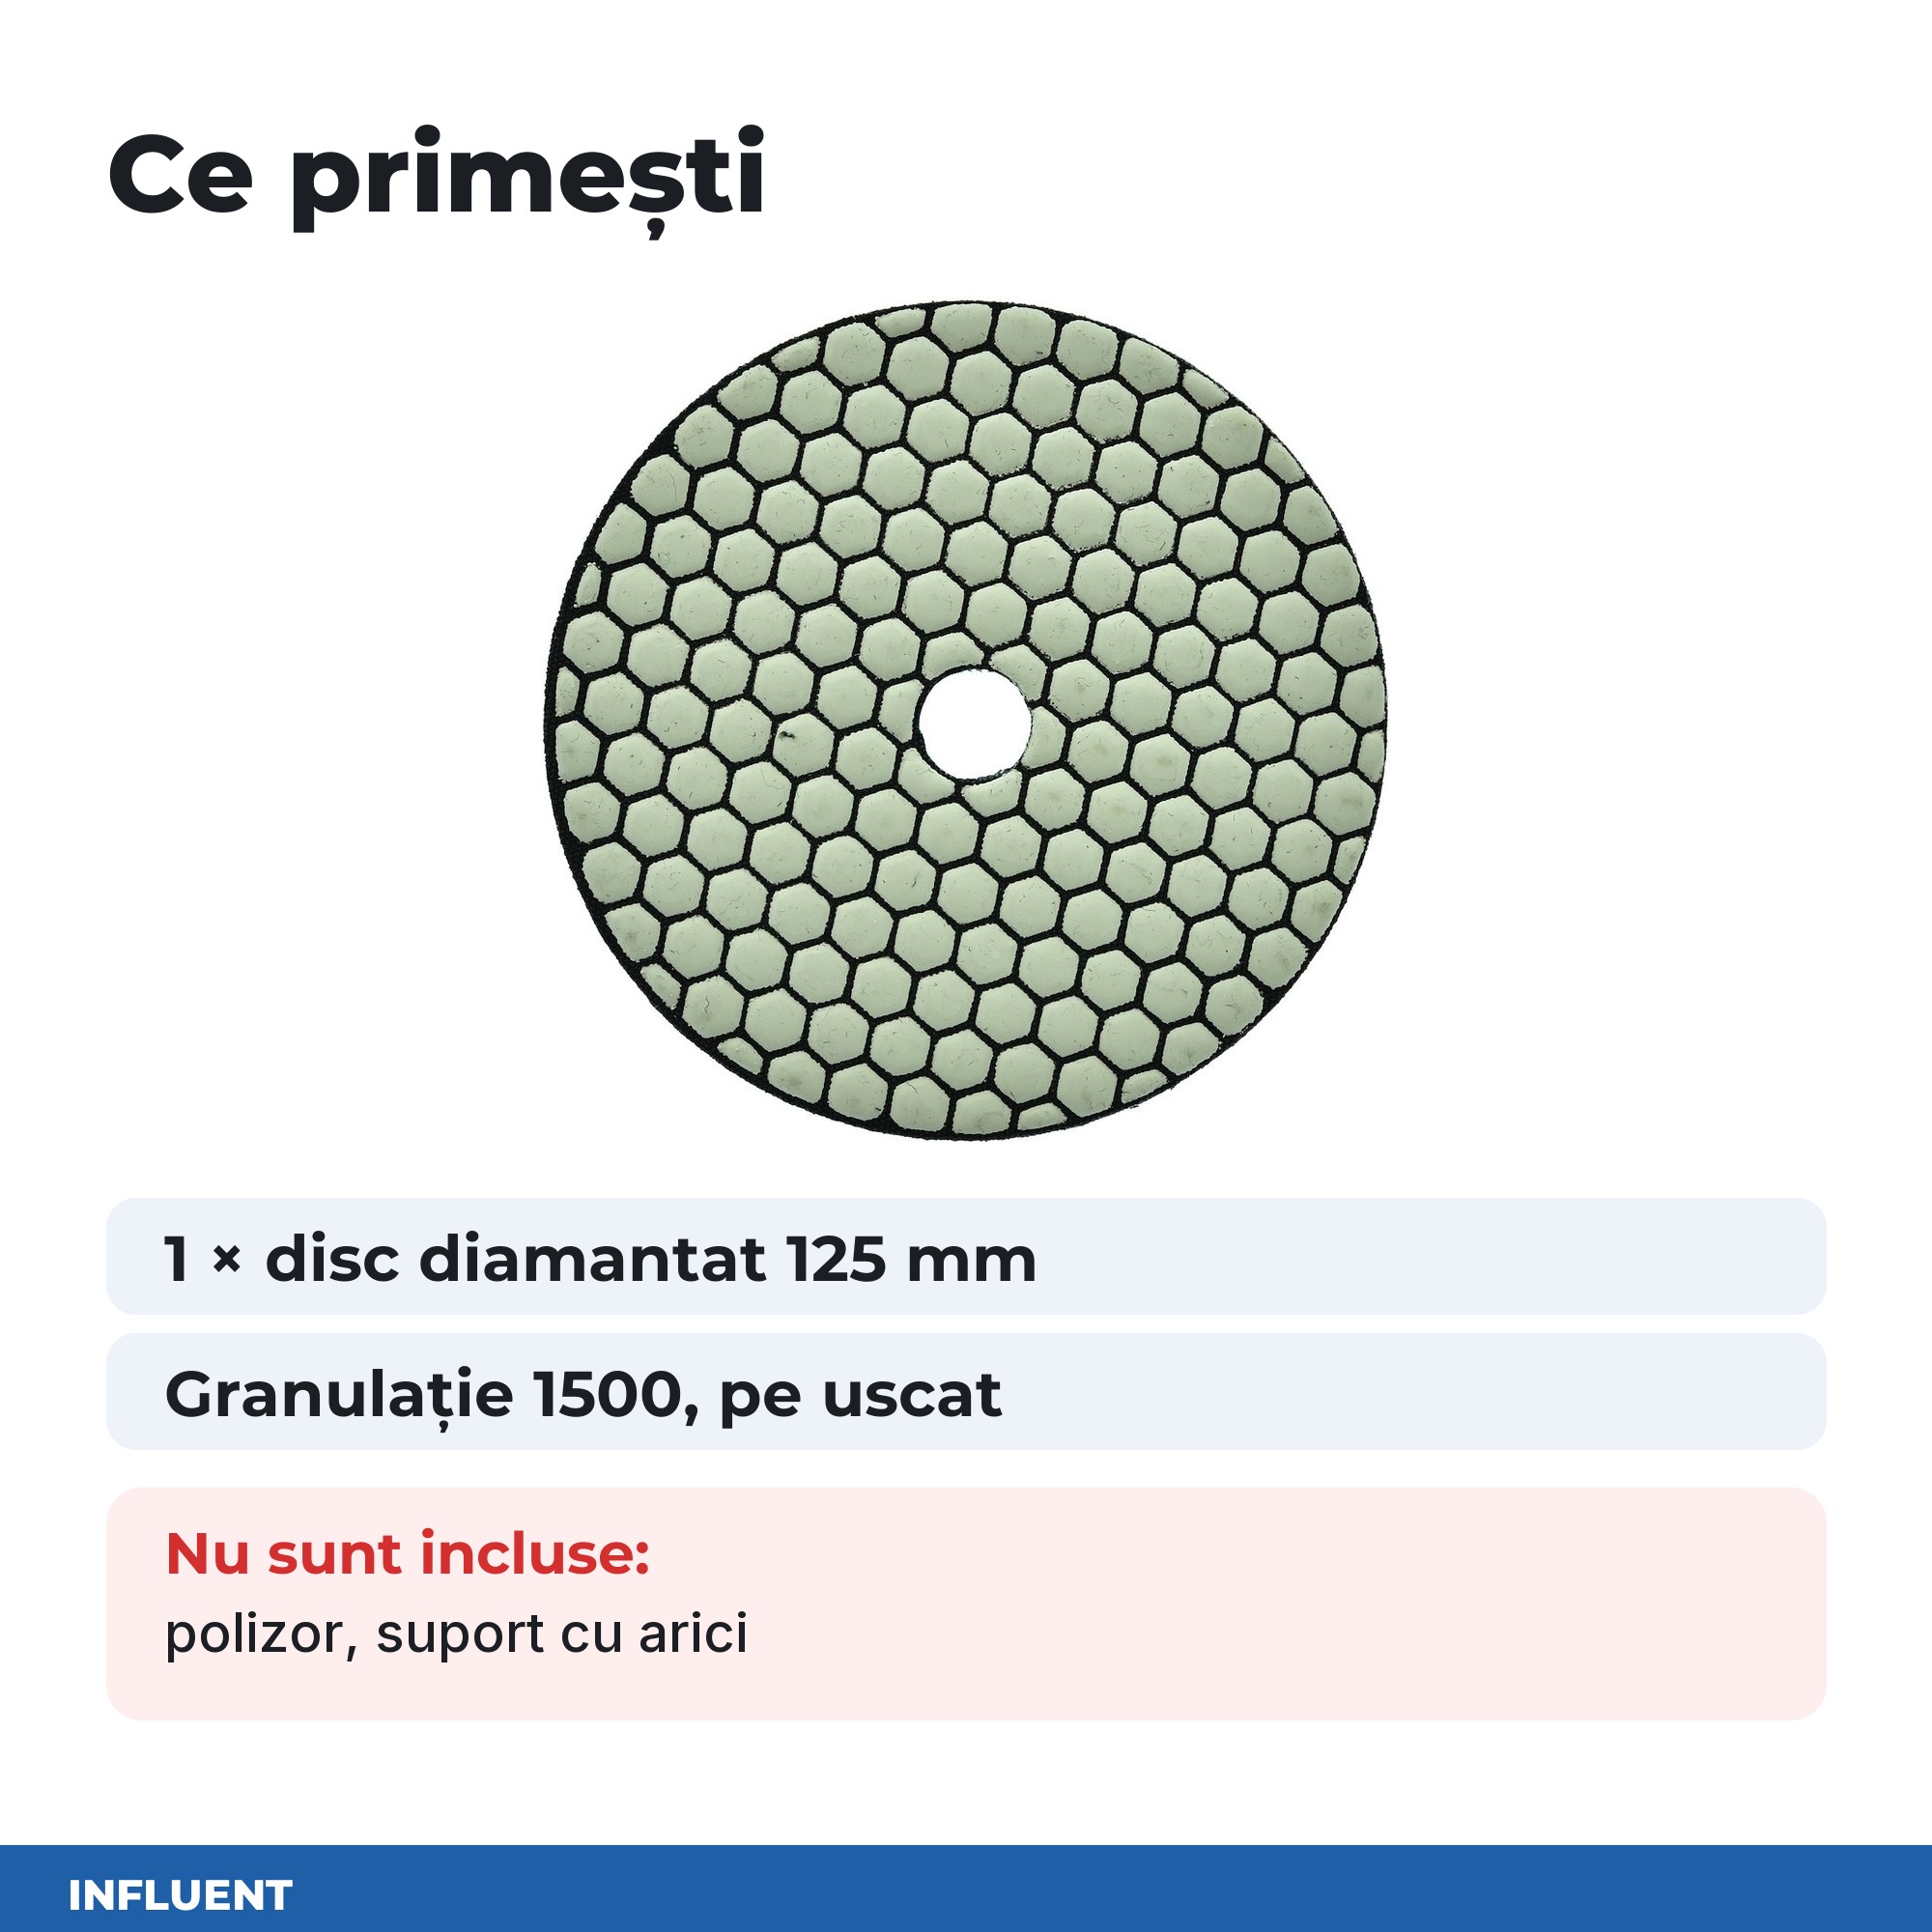 Ce primești
1 × disc diamantat 125 mm
Granulație 1500, pe uscat
Nu sunt incluse:
polizor, suport cu arici
INFLUENT